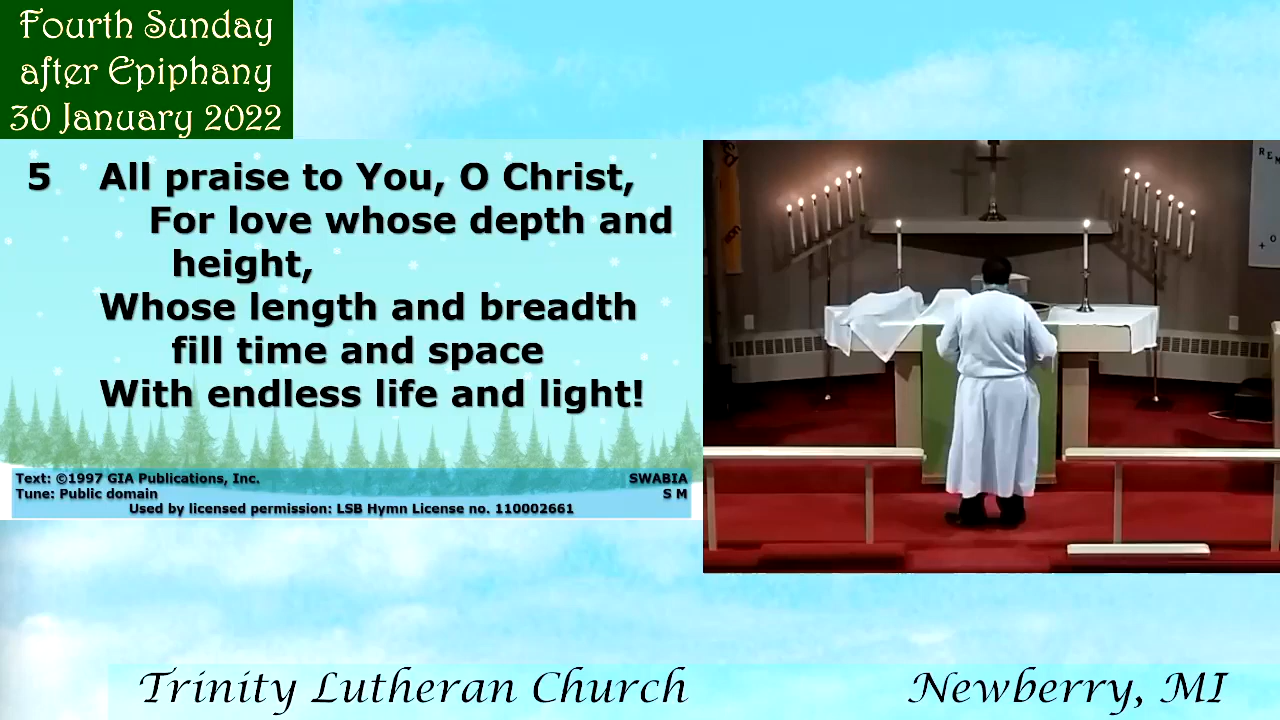 Fourth Sunday
after Epiphany
30 January 2022
5 All praise to You, O Christ,
For love whose depth and
height,
Whose length and breadth
fill time and space
With endless life and light!
Text: ©1997 GIA Publications, Inc. SWABIA
Tune: Public domain S M
Used by licensed permission: LSB Hymn License no. 110002661
Trinity Lutheran Church Newberry, MI